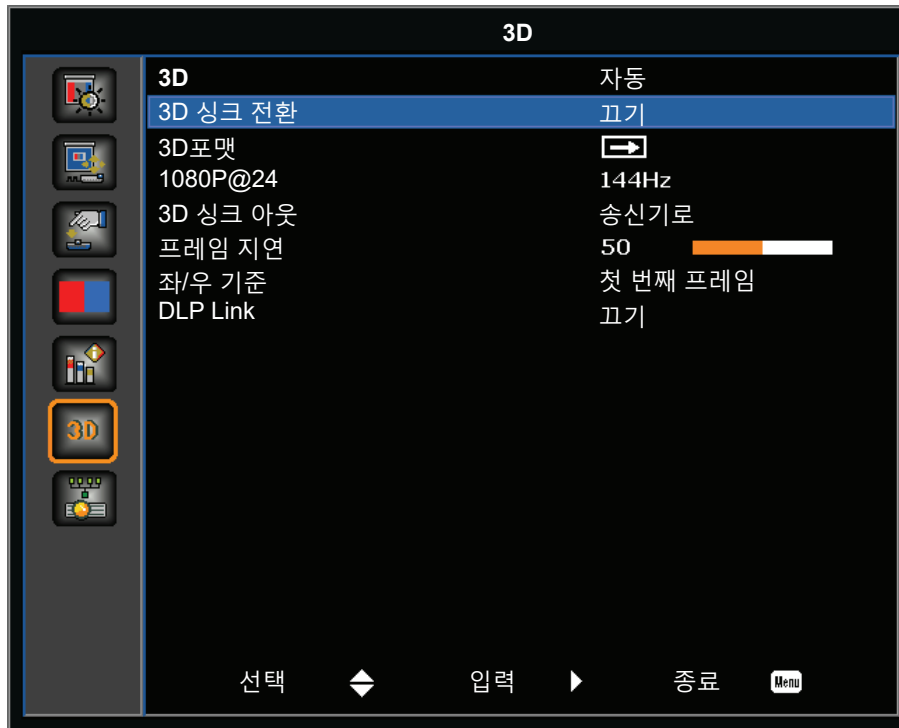 3D
3D 자동
3D 싱크 전환 끄기
3D포맷
1080P@24 144Hz
3D 싱크 아웃 송신기로
프레임 지연 50
좌/우 기준 첫 번째 프레임
DLP Link 끄기
3D
선택 입력 종료 Menu